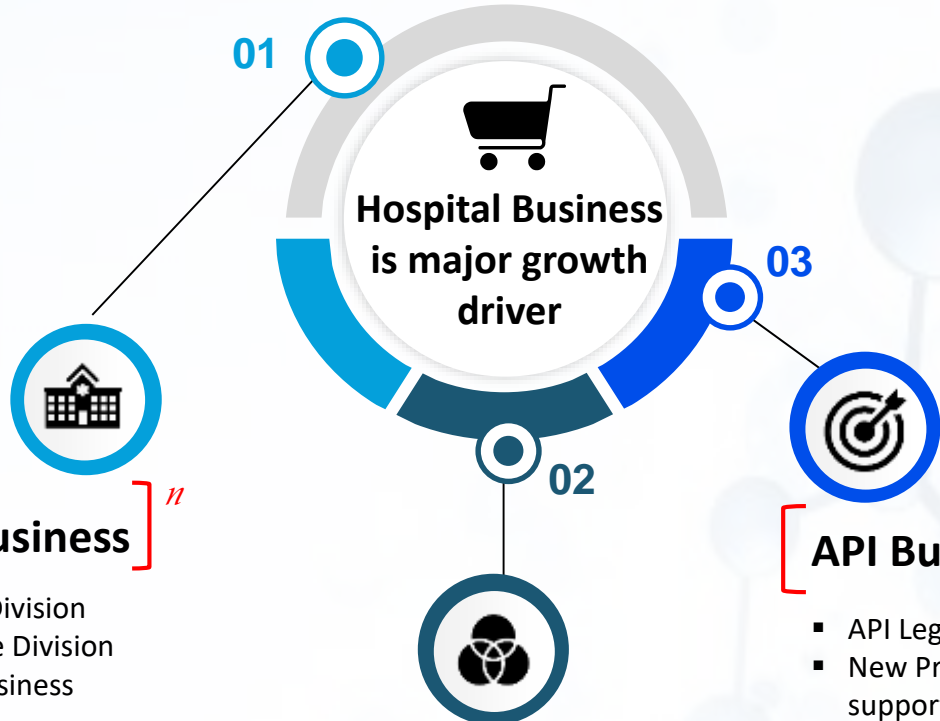 01
Hospital Business
is major growth
driver
03
02
n
usiness
API Bu
Division
e Division
siness
API Leg
New Pr
suppor